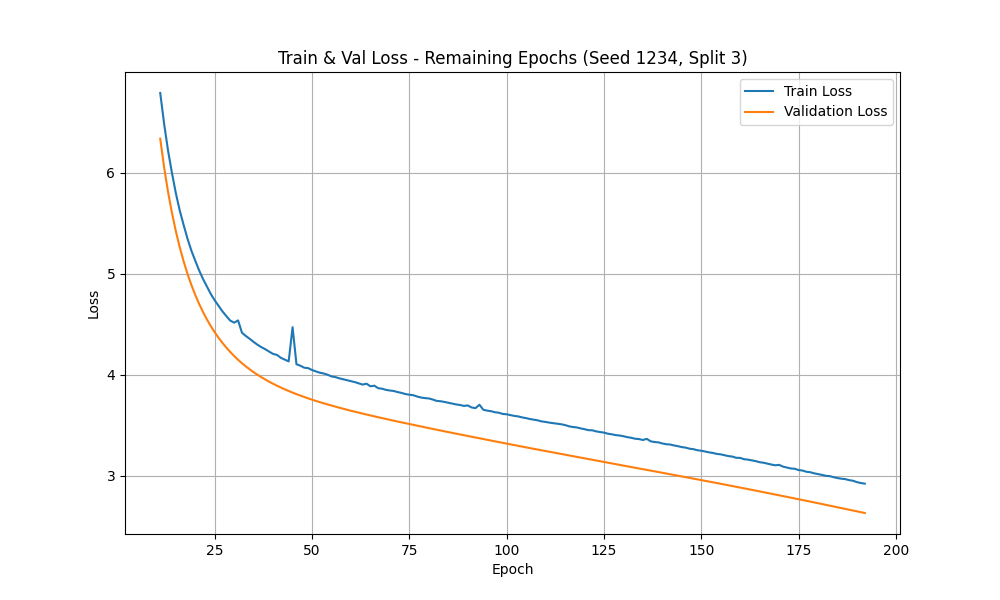 Train & Val Loss - Remaining Epochs (Seed 1234, Split 3)
Train Loss
Validation Loss
6
5
4
3
Loss
25 50 75 100 125 150 175 200
Epoch